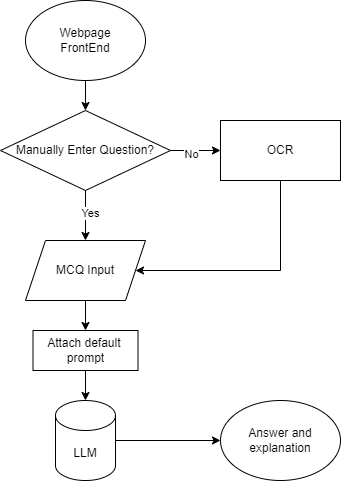 Webpage
FrontEnd
Manually Enter Question?
No
OCR
Yes
MCQ Input
Attach default
prompt
LLM
Answer and
explanation